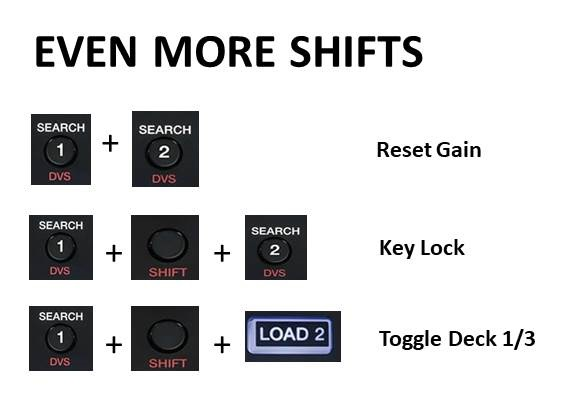 EVEN MORE SHIFTS
SEARCH 1 DVS + SEARCH 2 DVS Reset Gain
SEARCH 1 DVS + SHIFT + SEARCH 2 DVS Key Lock
SEARCH 1 DVS + SHIFT + LOAD 2 Toggle Deck 1/3